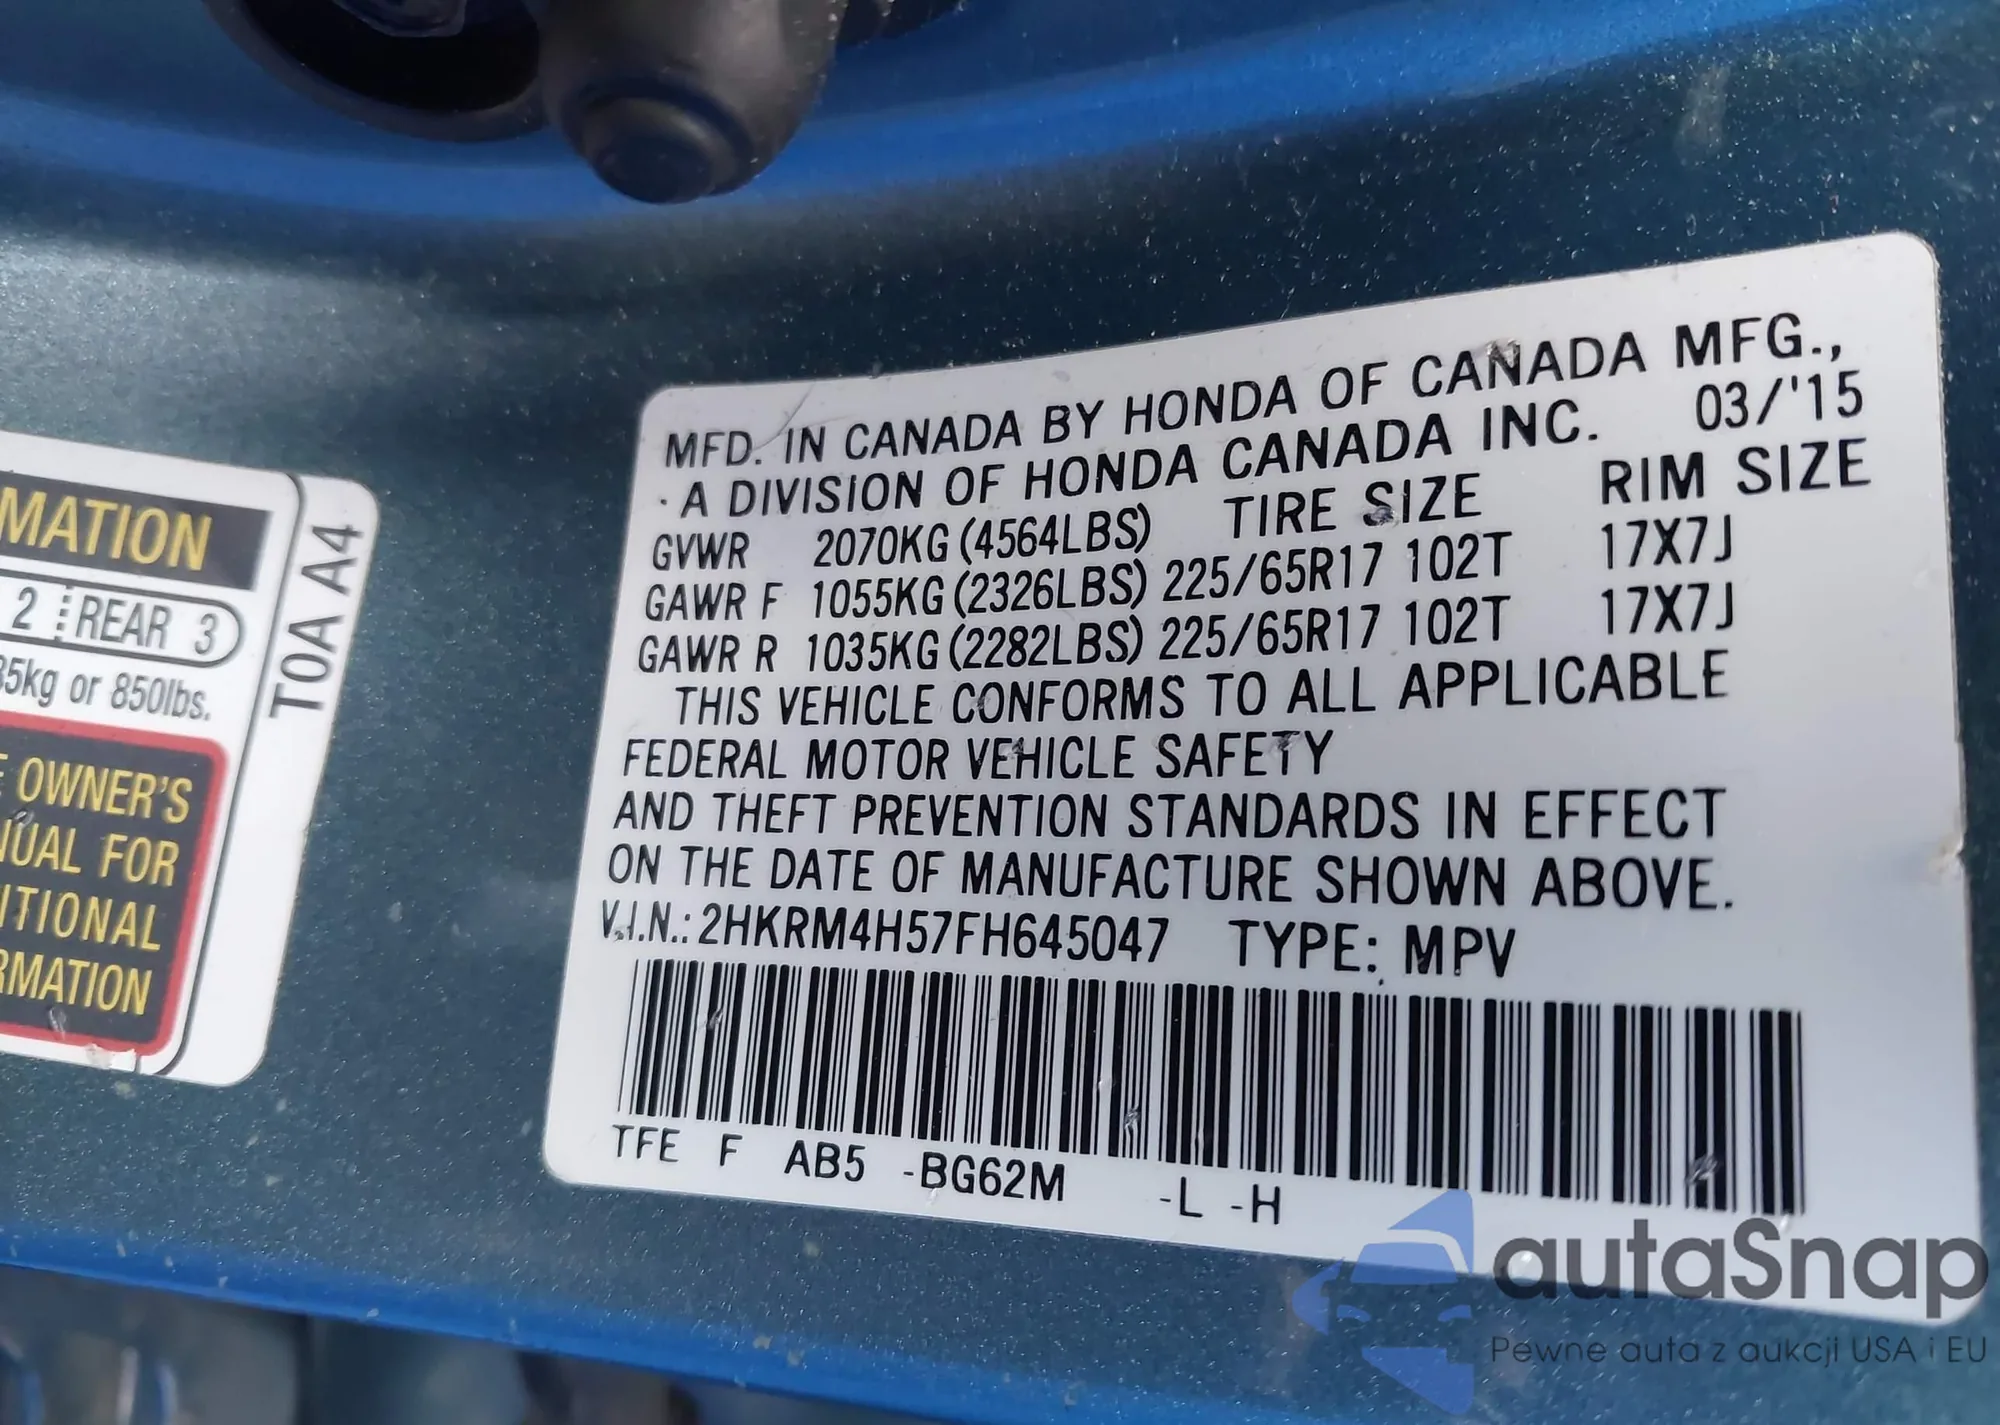 MATION
2 REAR 3
35kg or 850lbs.
OWNER'S
UAL FOR
ITIONAL
RMATION
T0A A4
MFD. IN CANADA BY HONDA OF CANADA MFG.,
A DIVISION OF HONDA CANADA INC. 03/'15
GVWR 2070KG (4564LBS) TIRE SIZE RIM SIZE
GAWR F 1055KG (2326LBS) 225/65R17 102T 17X7J
GAWR R 1035KG (2282LBS) 225/65R17 102T 17X7J
THIS VEHICLE CONFORMS TO ALL APPLICABLE
FEDERAL MOTOR VEHICLE SAFETY
AND THEFT PREVENTION STANDARDS IN EFFECT
ON THE DATE OF MANUFACTURE SHOWN ABOVE.
V.I.N.: 2HKRM4H57FH645047 TYPE: MPV
TFE F AB5 -BG62M -L -H
autaSnap
Pewne auta z aukcji USA i EU